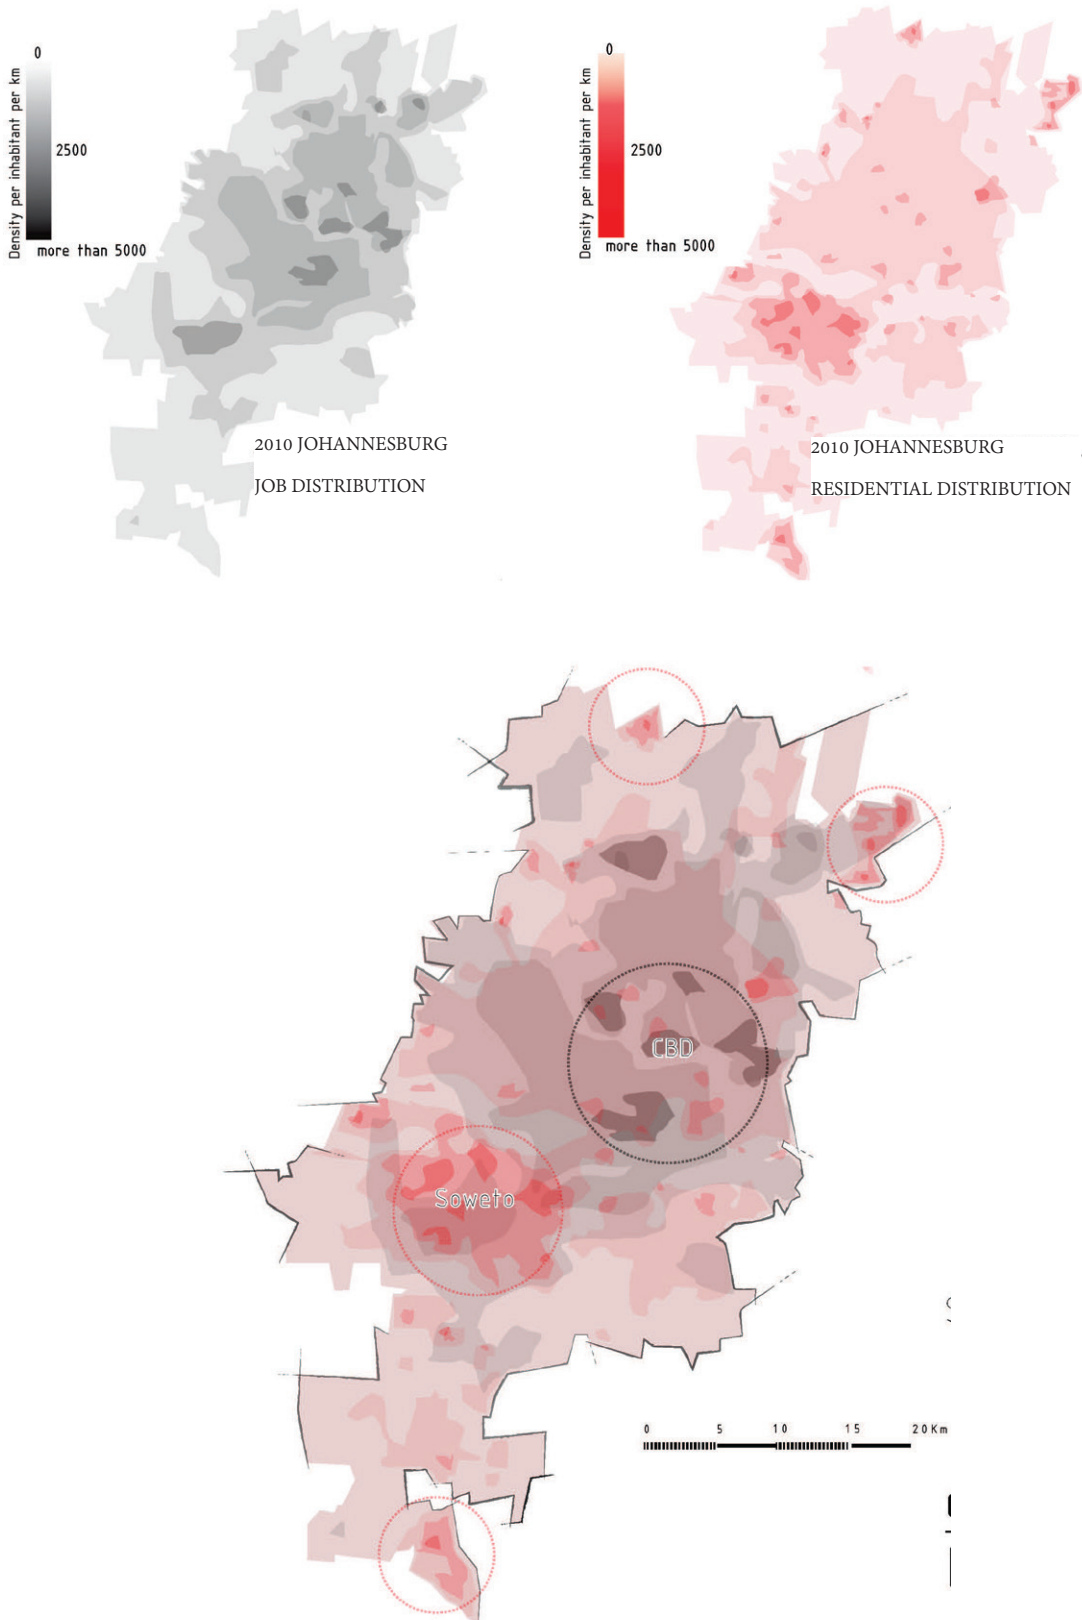 0
Density per inhabitant per km
2500
more than 5000
2010 JOHANNESBURG
JOB DISTRIBUTION
0
Density per inhabitant per km
2500
more than 5000
2010 JOHANNESBURG
RESIDENTIAL DISTRIBUTION
CBD
Soweto
0 5 10 15 20Km